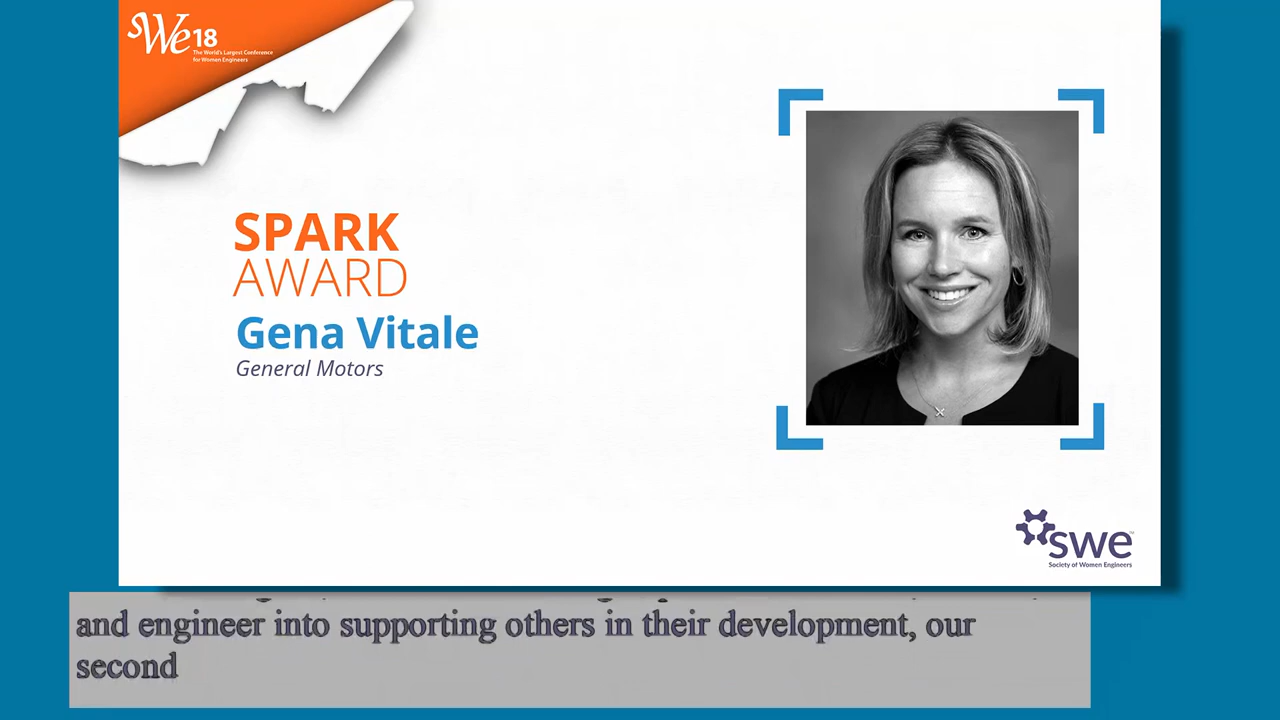 SWe18
The World's Largest Conference
for Women Engineers
SPARK
AWARD
Gena Vitale
General Motors
swe
Society of Women Engineers
and engineer into supporting others in their development, our
second